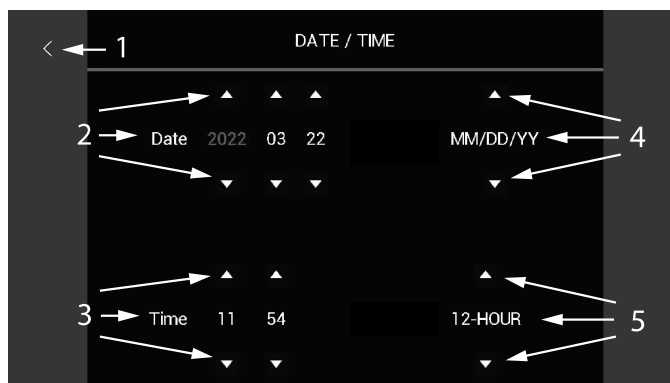 < 1 DATE / TIME
2 Date 2022 03 22 MM/DD/YY 4
3 Time 11 54 12-HOUR 5